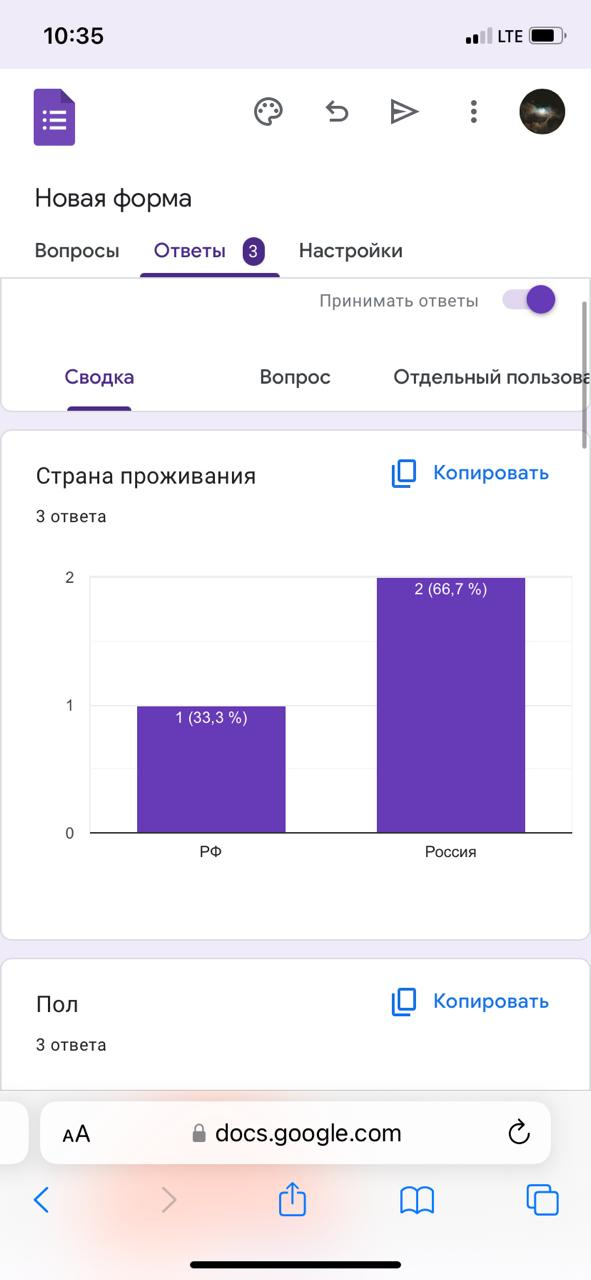 10:35 LTE
Новая форма
Вопросы Ответы 3 Настройки
Принимать ответы
Сводка Вопрос Отдельный пользова
Страна проживания Копировать
3 ответа
2
2 (66,7 %)
1
1 (33,3 %)
0
РФ Россия
Пол Копировать
3 ответа
AA docs.google.com